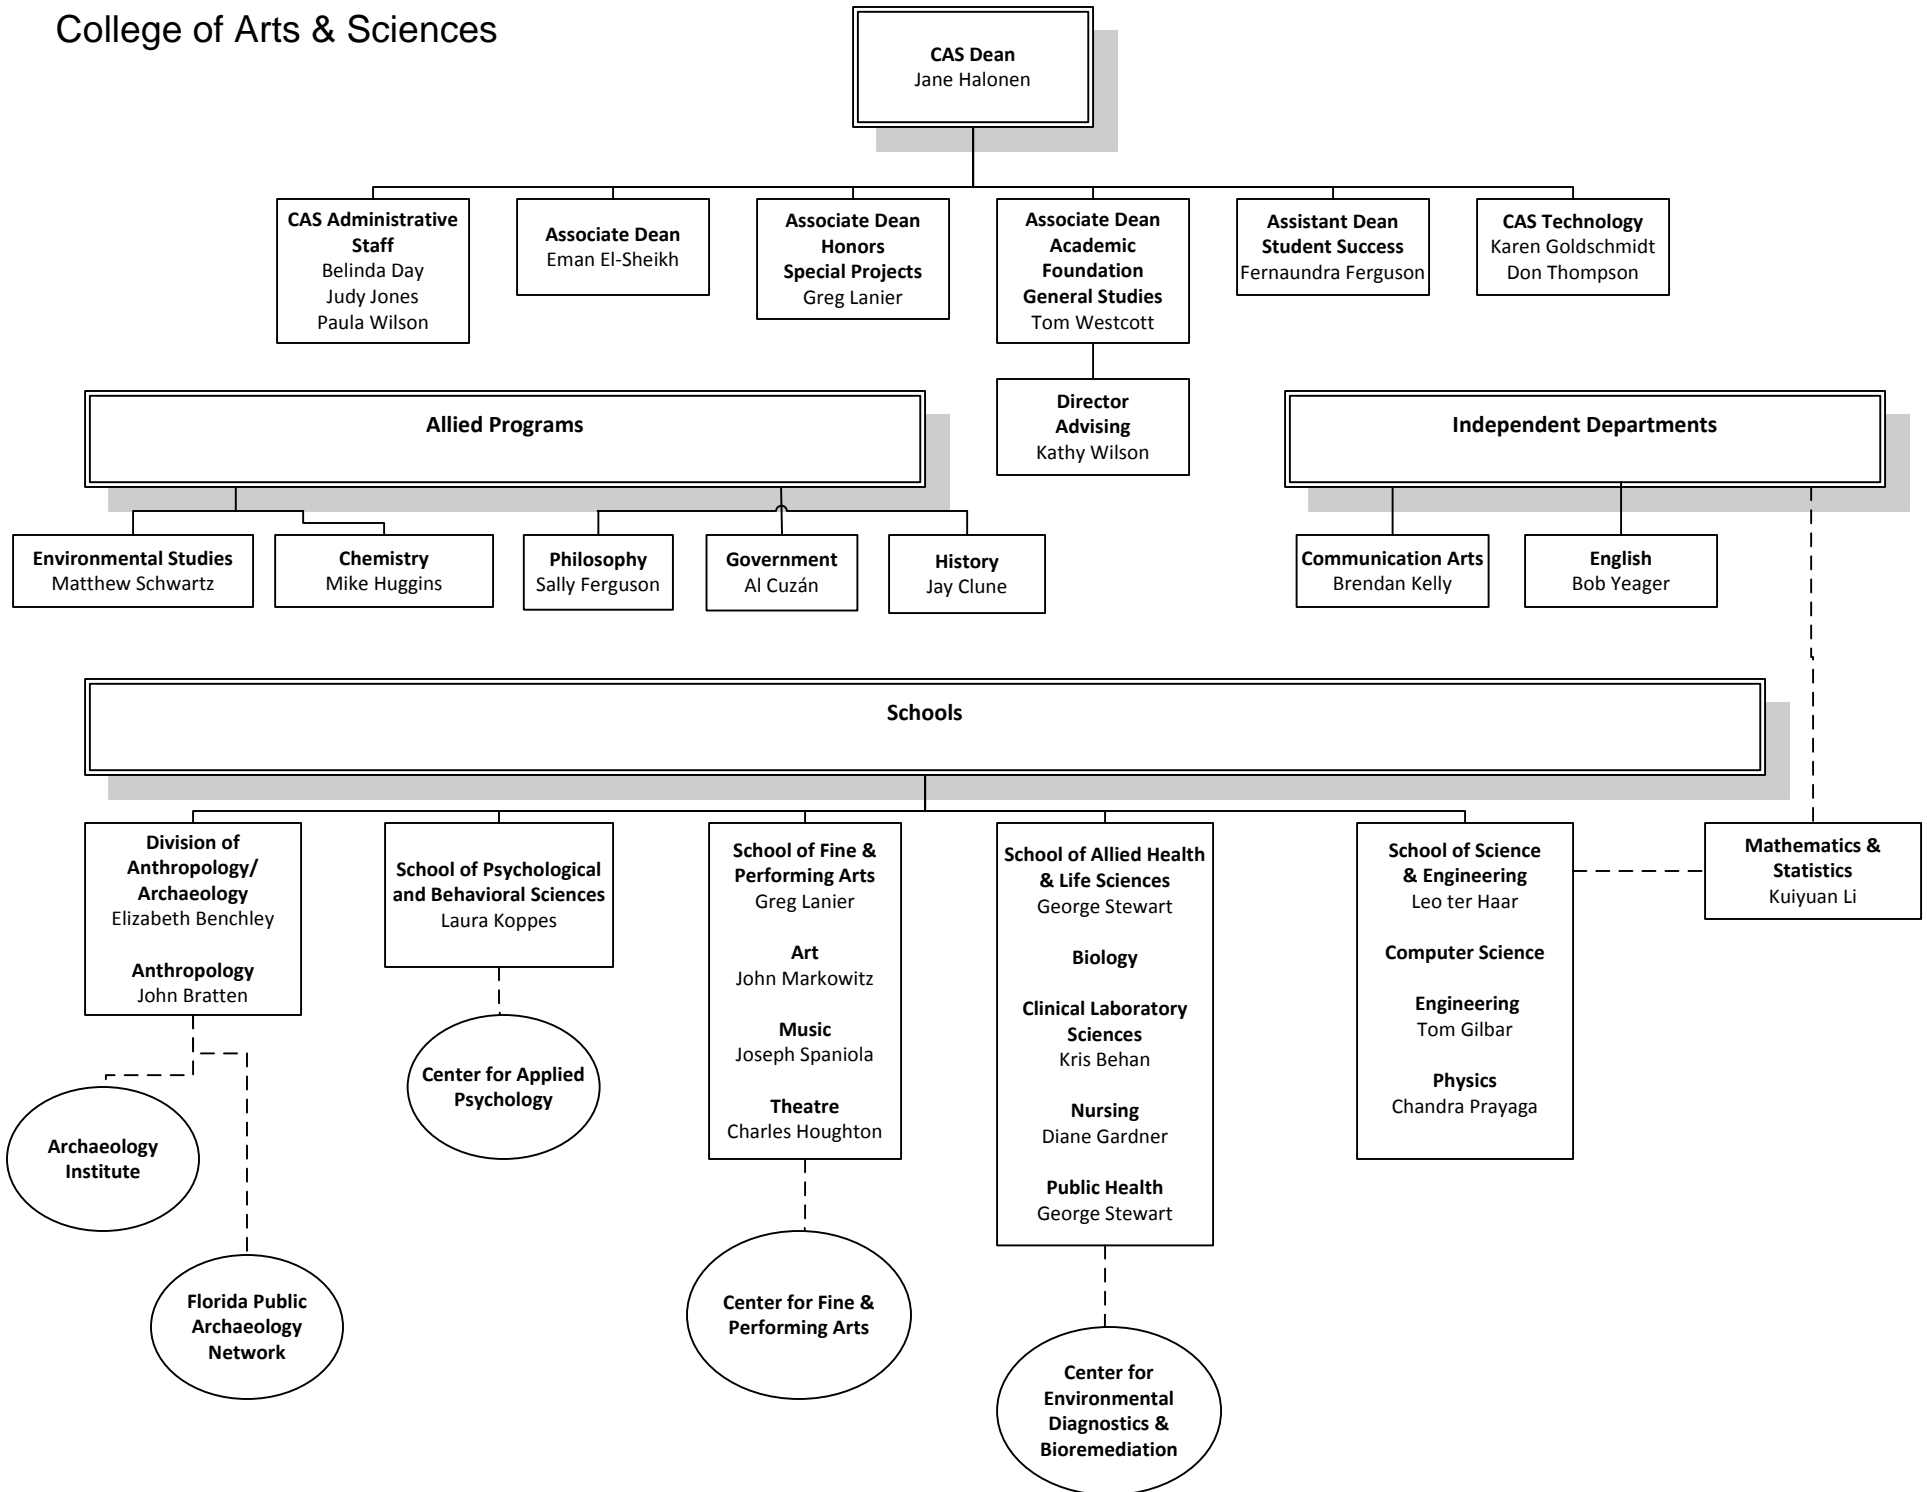 College of Arts & Sciences
CAS Dean
Jane Halonen
CAS Administrative
Staff
Belinda Day
Judy Jones
Paula Wilson
Associate Dean
Eman El-Sheikh
Associate Dean
Honors
Special Projects
Greg Lanier
Associate Dean
Academic
Foundation
General Studies
Tom Westcott
Assistant Dean
Student Success
Fernaundra Ferguson
CAS Technology
Karen Goldschmidt
Don Thompson
Director
Advising
Kathy Wilson
Allied Programs
Independent Departments
Environmental Studies
Matthew Schwartz
Chemistry
Mike Huggins
Philosophy
Sally Ferguson
Government
Al Cuzán
History
Jay Clune
Communication Arts
Brendan Kelly
English
Bob Yeager
Schools
Division of
Anthropology/
Archaeology
Elizabeth Benchley
Anthropology
John Bratten
School of Psychological
and Behavioral Sciences
Laura Koppes
School of Fine &
Performing Arts
Greg Lanier
Art
John Markowitz
Music
Joseph Spaniola
Theatre
Charles Houghton
School of Allied Health
& Life Sciences
George Stewart
Biology
Clinical Laboratory
Sciences
Kris Behan
Nursing
Diane Gardner
Public Health
George Stewart
School of Science
& Engineering
Leo ter Haar
Computer Science
Engineering
Tom Gilbar
Physics
Chandra Prayaga
Mathematics &
Statistics
Kuiyuan Li
Archaeology
Institute
Florida Public
Archaeology
Network
Center for Applied
Psychology
Center for Fine &
Performing Arts
Center for
Environmental
Diagnostics &
Bioremediation